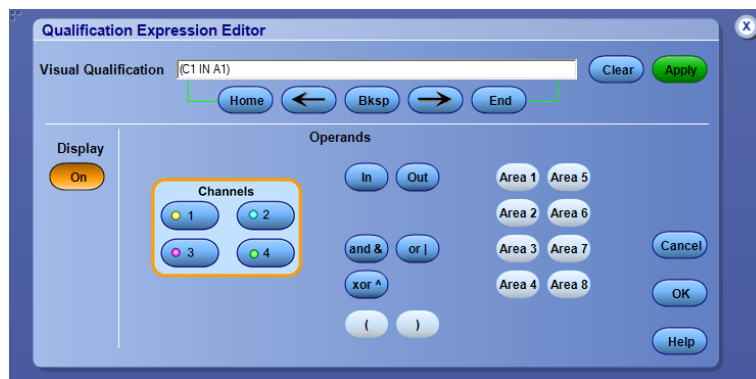 Qualification Expression Editor
X
Visual Qualification (C1 IN A1) Clear Apply
Home ← Bksp → End
Display
On
Operands
Channels
1 2
3 4
In Out
and & or |
xor ^
( )
Area 1 Area 5
Area 2 Area 6
Area 3 Area 7
Area 4 Area 8
Cancel
OK
Help